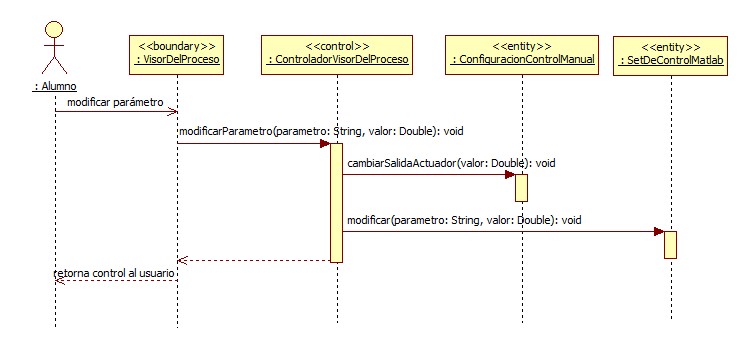 <<boundary>>
: VisorDelProceso
<<control>>
: ControladorVisorDelProceso
<<entity>>
: ConfiguracionControlManual
<<entity>>
: SetDeControlMatlab
: Alumno
modificar parámetro
modificarParametro(parametro: String, valor: Double): void
cambiarSalidaActuador(valor: Double): void
modificar(parametro: String, valor: Double): void
retorna control al usuario